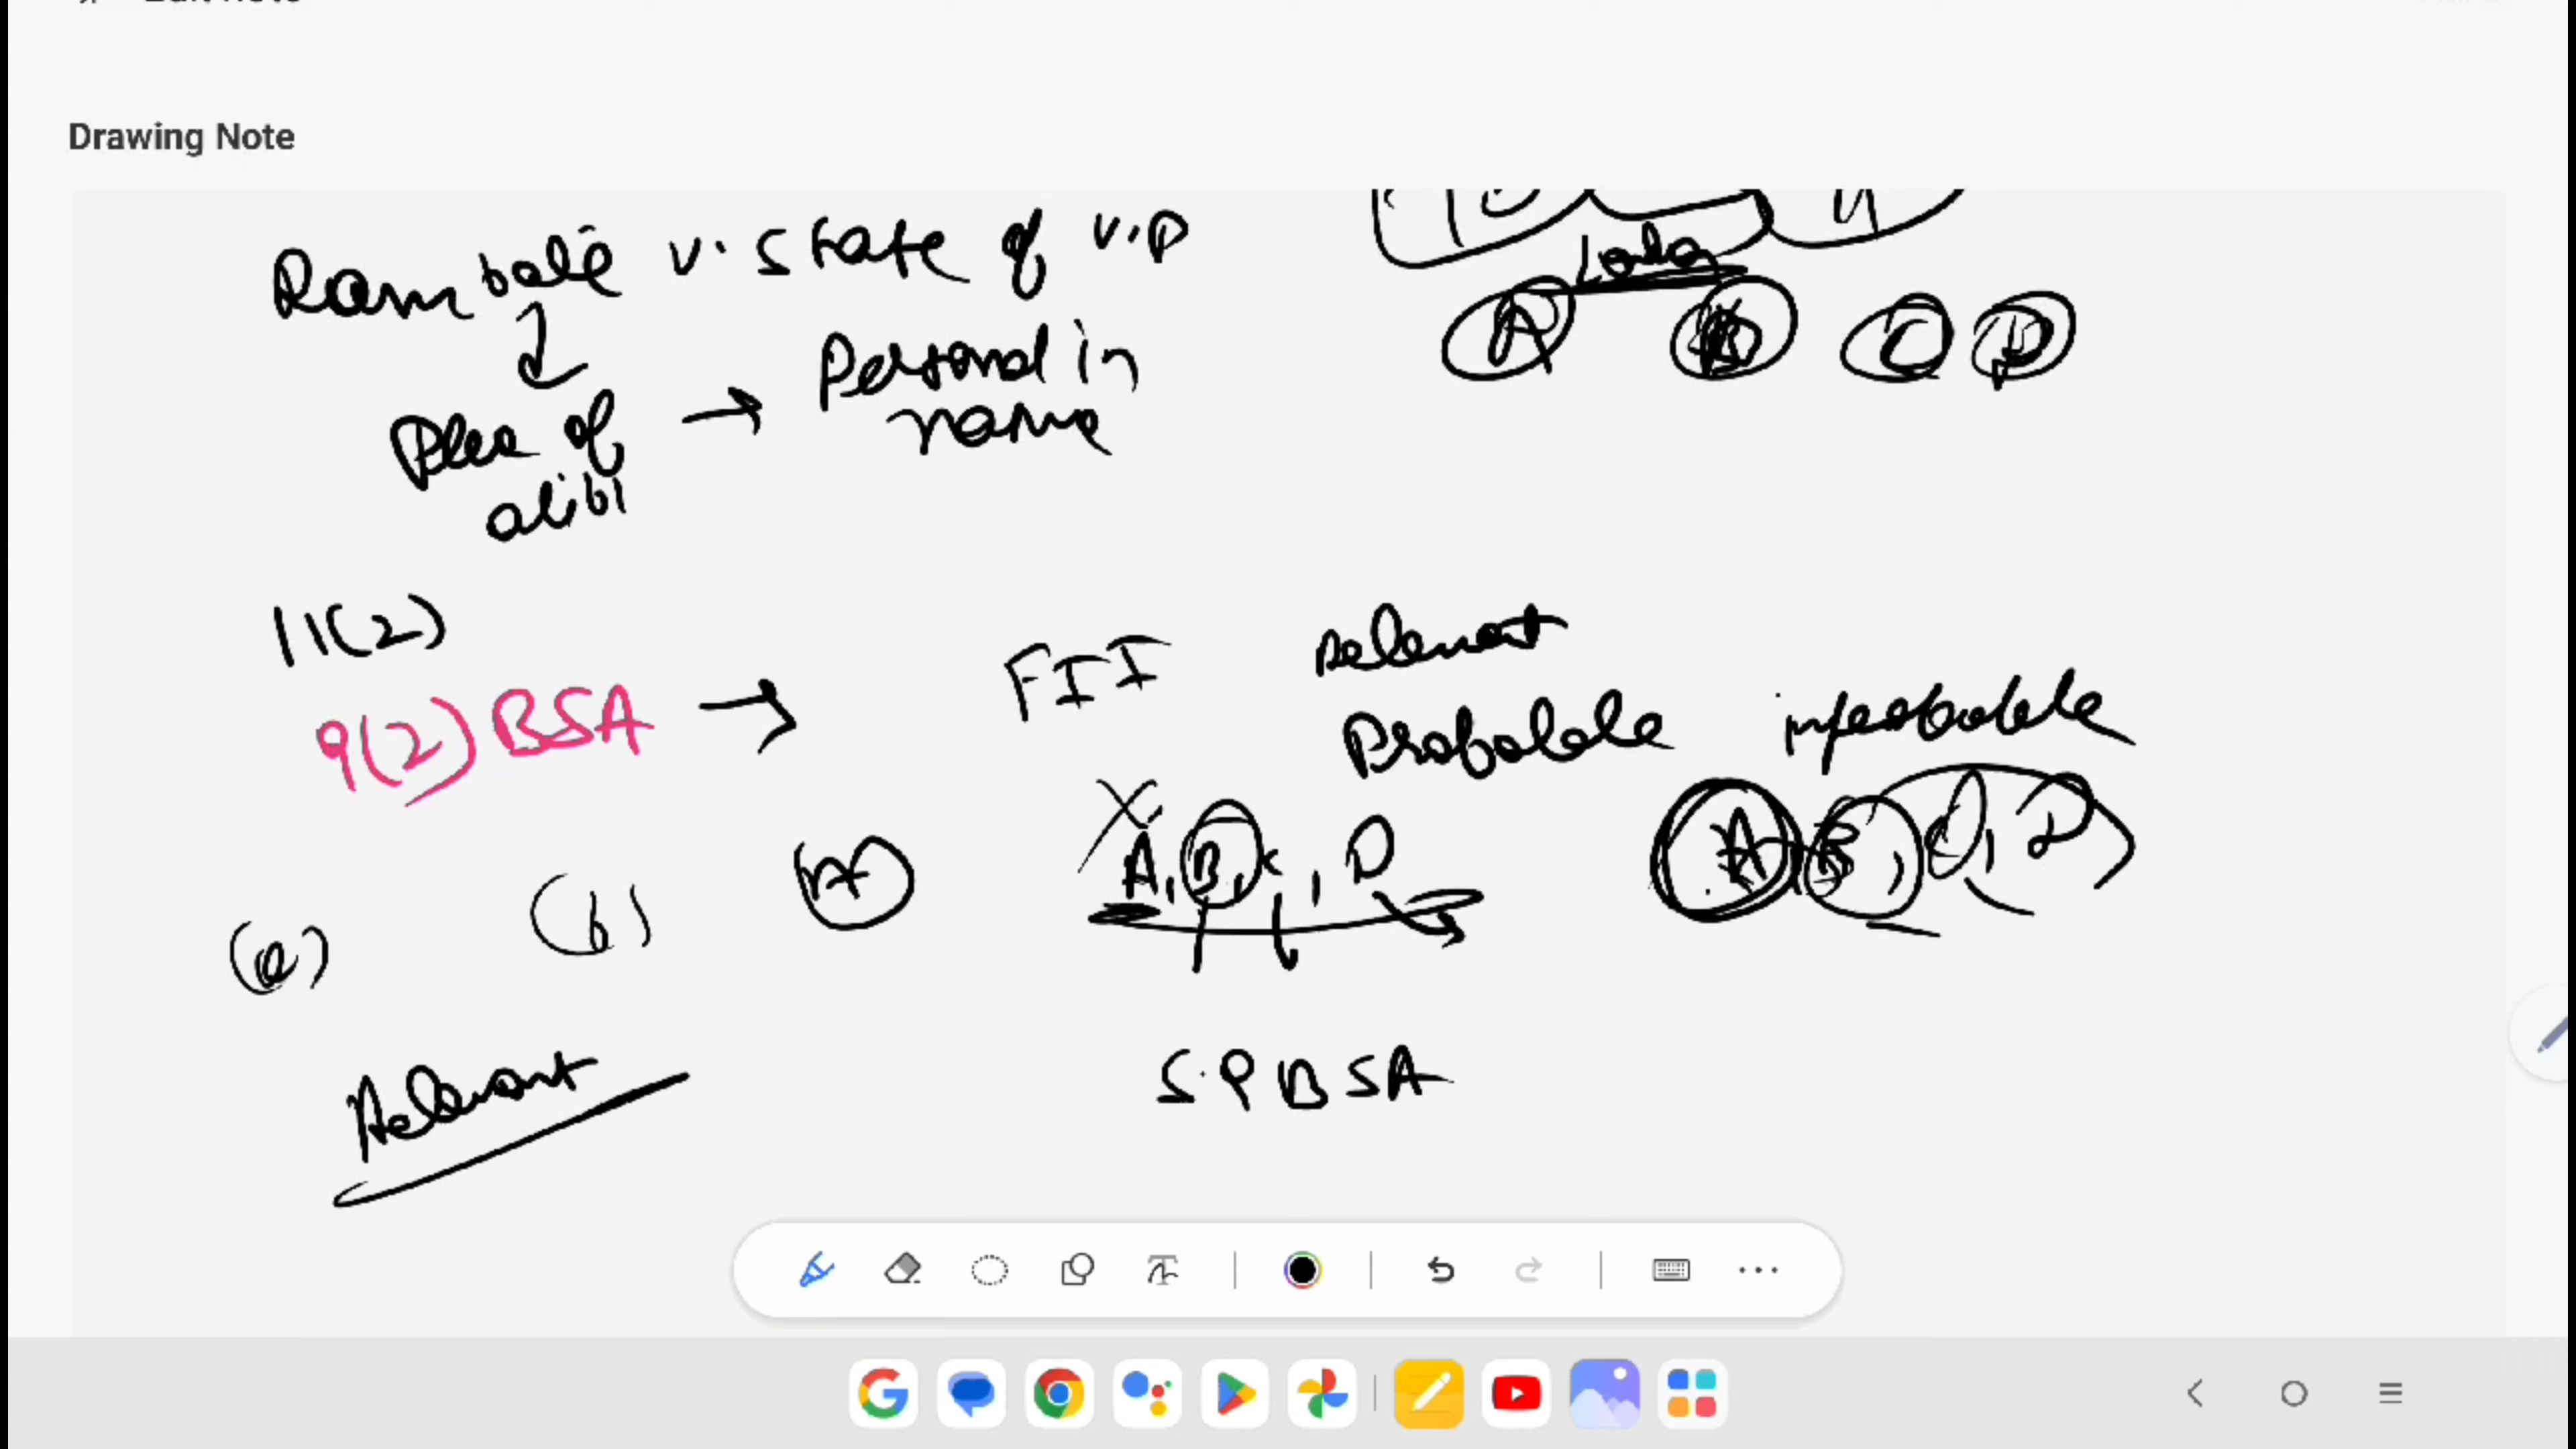 Drawing Note
Rambale v. State of U.P
Plea of alibi → Personal in name
A B C D
11(2)
9(2) BSA → FII relevant
Probable improbable
A, B, C, D A B, C, D
(a) (b) A
Relevant
S.9 BSA